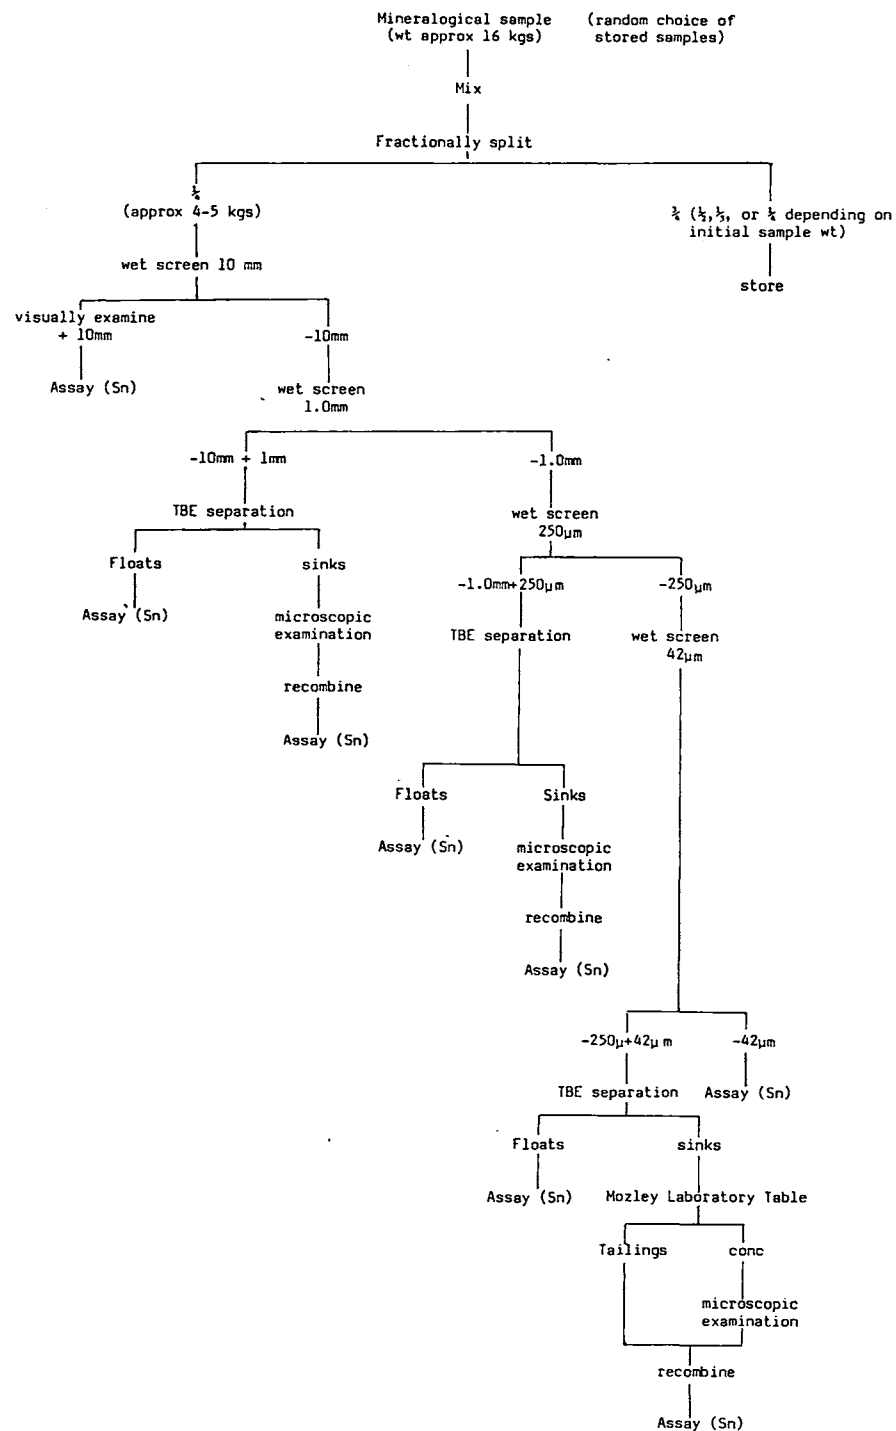 Mineralogical sample (random choice of
(wt approx 16 kgs) stored samples)
Mix
Fractionally split
¼
(approx 4-5 kgs)
¾ (½,⅓, or ¼ depending on
initial sample wt)
wet screen 10 mm
store
visually examine
+ 10mm
-10mm
Assay (Sn)
wet screen
1.0mm
-10mm + 1mm
-1.0mm
TBE separation
wet screen
250µm
Floats
sinks
-1.0mm+250µm
-250µm
Assay (Sn)
microscopic
examination
TBE separation
wet screen
42µm
recombine
Assay (Sn)
Floats
Sinks
Assay (Sn)
microscopic
examination
recombine
Assay (Sn)
-250µ+42µ m
-42µm
TBE separation
Assay (Sn)
Floats
sinks
Assay (Sn)
Mozley Laboratory Table
Tailings
conc
microscopic
examination
recombine
Assay (Sn)